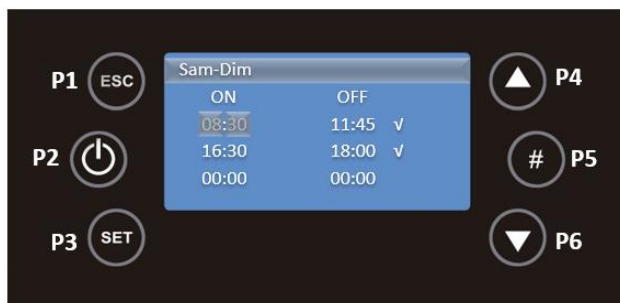 Sam-Dim
P1 ESC
P4
ON OFF
08:30 11:45 √
16:30 18:00 √
P2
# P5
00:00 00:00
P3 SET
P6